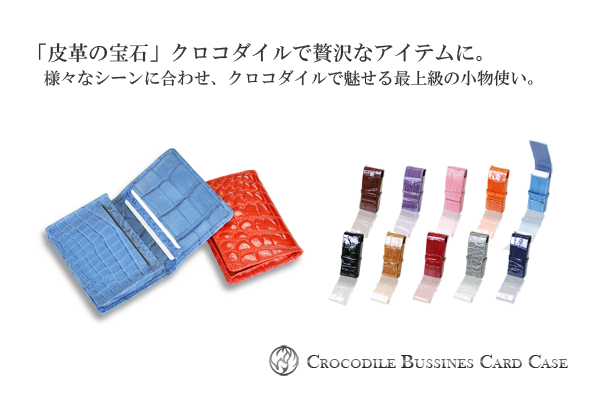 「皮革の宝石」クロコダイルで贅沢なアイテムに。
様々なシーンに合わせ、クロコダイルで魅せる最上級の小物使い。
CROCODILE BUSSINES CARD CASE